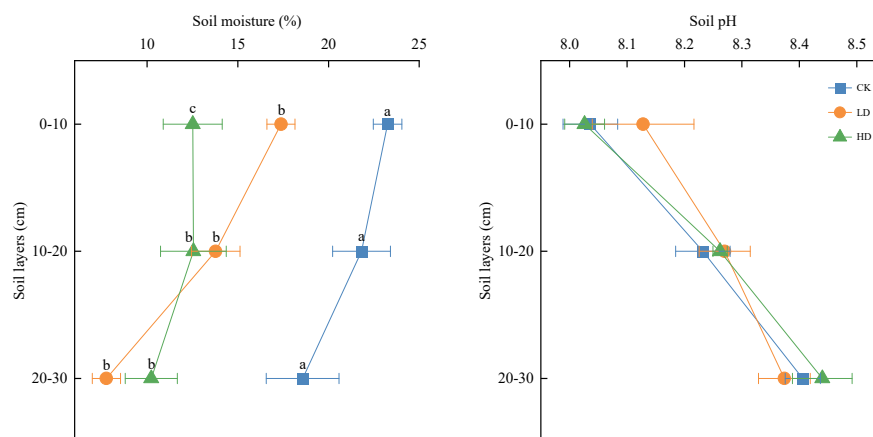 Soil moisture (%)
10 15 20 25
Soil layers (cm)
0-10
10-20
20-30
c b a
b b a
b b a
Soil pH
8.0 8.1 8.2 8.3 8.4 8.5
Soil layers (cm)
0-10
10-20
20-30
CK
LD
HD